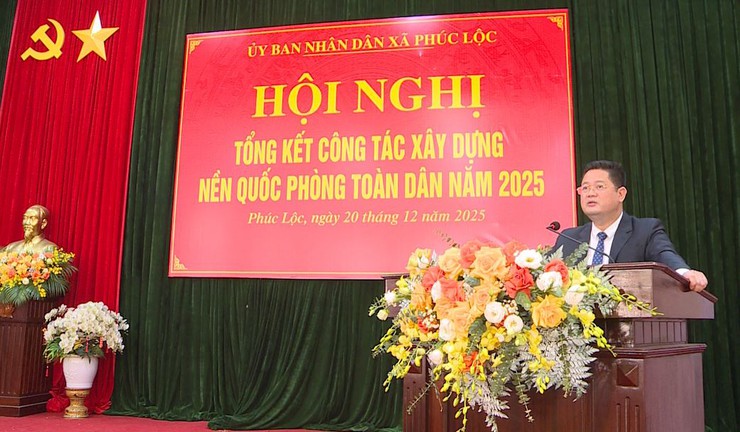 ỦY BAN NHÂN DÂN XÃ PHÚC LỘC
HỘI NGHỊ
TỔNG KẾT CÔNG TÁC XÂY DỰNG
NỀN QUỐC PHÒNG TOÀN DÂN NĂM 2025
Phúc Lộc, ngày 20 tháng 12 năm 2025